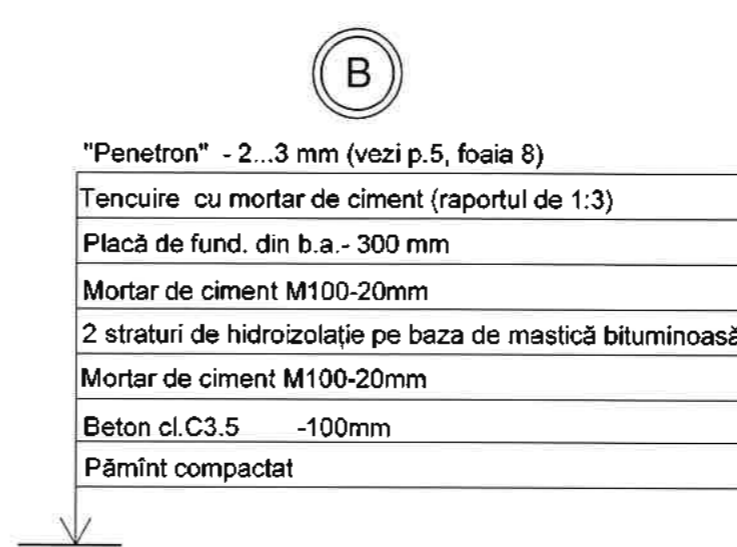 B
"Penetron" - 2...3 mm (vezi p.5, foaia 8)
Tencuire cu mortar de ciment (raportul de 1:3)
Placă de fund. din b.a.- 300 mm
Mortar de ciment M100-20mm
2 straturi de hidroizolație pe baza de mastică bituminoasă
Mortar de ciment M100-20mm
Beton cl.C3.5 -100mm
Pămînt compactat